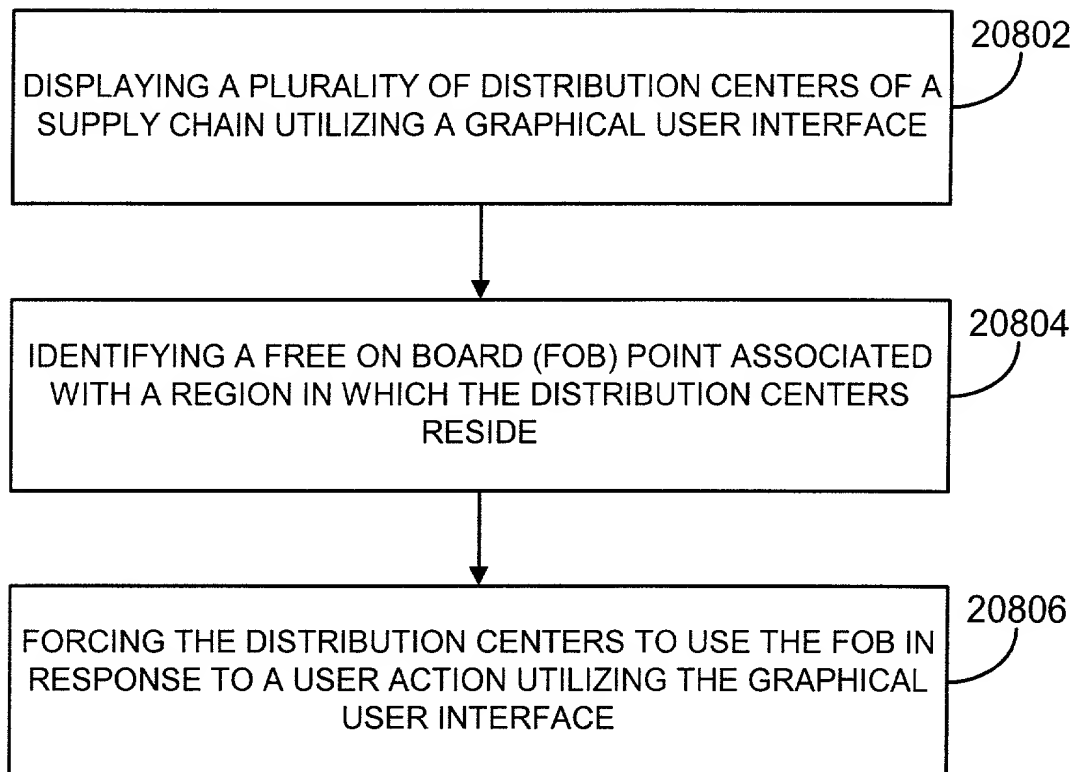 20802
DISPLAYING A PLURALITY OF DISTRIBUTION CENTERS OF A
SUPPLY CHAIN UTILIZING A GRAPHICAL USER INTERFACE
20804
IDENTIFYING A FREE ON BOARD (FOB) POINT ASSOCIATED
WITH A REGION IN WHICH THE DISTRIBUTION CENTERS
RESIDE
20806
FORCING THE DISTRIBUTION CENTERS TO USE THE FOB IN
RESPONSE TO A USER ACTION UTILIZING THE GRAPHICAL
USER INTERFACE